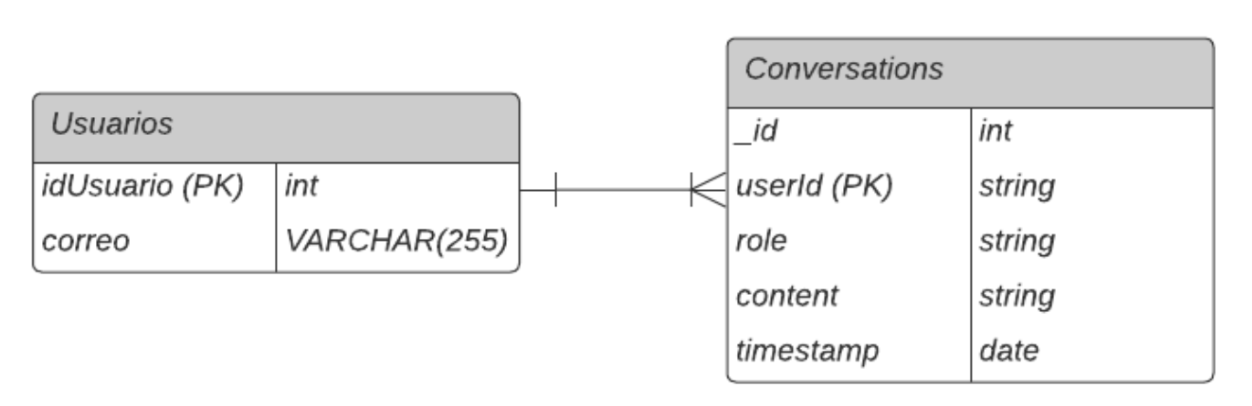 Usuarios
idUsuario (PK) int
correo VARCHAR(255)
Conversations
_id int
userId (PK) string
role string
content string
timestamp date